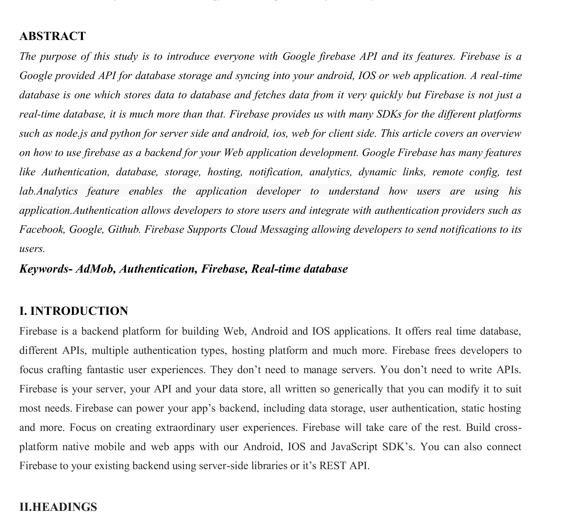 ABSTRACT
The purpose of this study is to introduce everyone with Google firebase API and its features. Firebase is a
Google provided API for database storage and syncing into your android, IOS or web application. A real-time
database is one which stores data to database and fetches data from it very quickly but Firebase is not just a
real-time database, it is much more than that. Firebase provides us with many SDKs for the different platforms
such as node.js and python for server side and android, ios, web for client side. This article covers an overview
on how to use firebase as a backend for your Web application development. Google Firebase has many features
like Authentication, database, storage, hosting, notification, analytics, dynamic links, remote config, test
lab.Analytics feature enables the application developer to understand how users are using his
application.Authentication allows developers to store users and integrate with authentication providers such as
Facebook, Google, Github. Firebase Supports Cloud Messaging allowing developers to send notifications to its
users.
Keywords- AdMob, Authentication, Firebase, Real-time database
I. INTRODUCTION
Firebase is a backend platform for building Web, Android and IOS applications. It offers real time database,
different APIs, multiple authentication types, hosting platform and much more. Firebase frees developers to
focus crafting fantastic user experiences. They don't need to manage servers. You don't need to write APIs.
Firebase is your server, your API and your data store, all written so generically that you can modify it to suit
most needs. Firebase can power your app's backend, including data storage, user authentication, static hosting
and more. Focus on creating extraordinary user experiences. Firebase will take care of the rest. Build cross-
platform native mobile and web apps with our Android, IOS and JavaScript SDK's. You can also connect
Firebase to your existing backend using server-side libraries or it's REST API.
II.HEADINGS